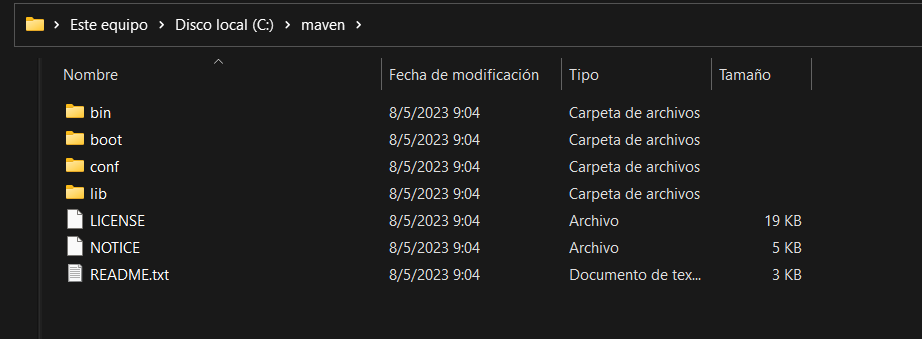 Este equipo > Disco local (C:) > maven >
Nombre Fecha de modificación Tipo Tamaño
bin 8/5/2023 9:04 Carpeta de archivos
boot 8/5/2023 9:04 Carpeta de archivos
conf 8/5/2023 9:04 Carpeta de archivos
lib 8/5/2023 9:04 Carpeta de archivos
LICENSE 8/5/2023 9:04 Archivo 19 KB
NOTICE 8/5/2023 9:04 Archivo 5 KB
README.txt 8/5/2023 9:04 Documento de tex... 3 KB